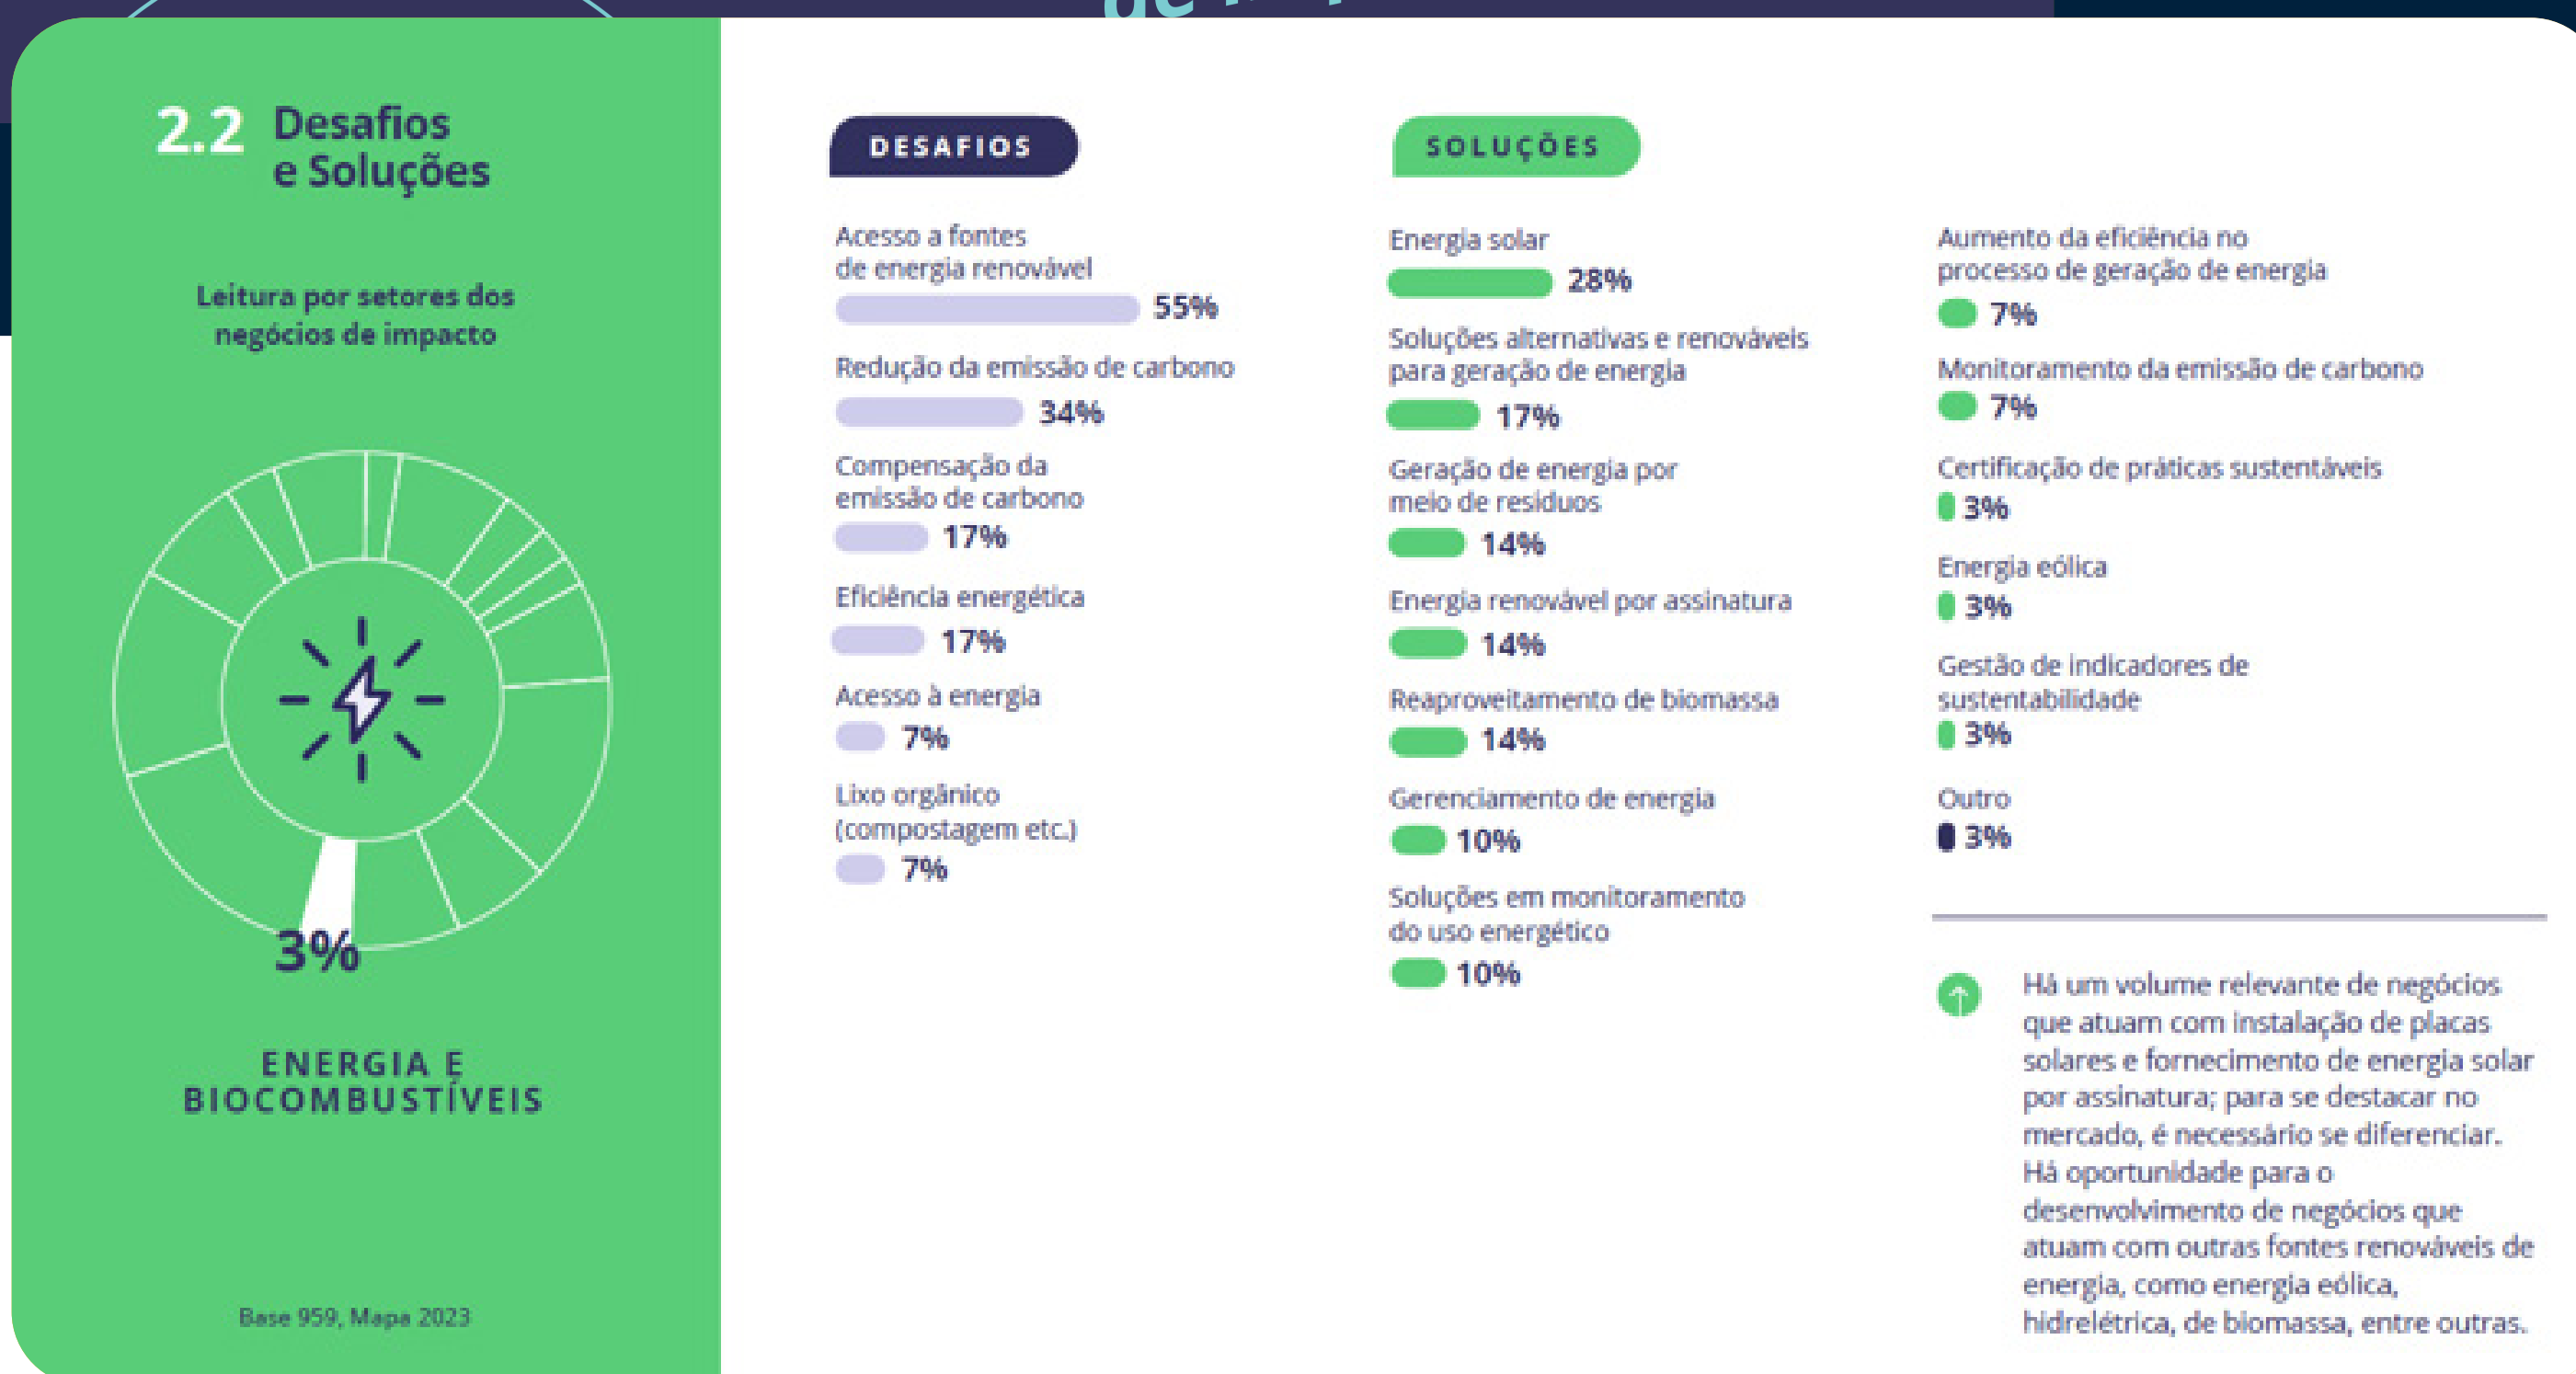 2.2 Desafios
e Soluções
Leitura por setores dos
negócios de impacto
3%
ENERGIA E
BIOCOMBUSTÍVEIS
Base 959, Mapa 2023
DESAFIOS
Acesso a fontes
de energia renovável
55%
Redução da emissão de carbono
34%
Compensação da
emissão de carbono
17%
Eficiência energética
17%
Acesso à energia
7%
Lixo orgânico
(compostagem etc.)
7%
SOLUÇÕES
Energia solar
28%
Soluções alternativas e renováveis
para geração de energia
17%
Geração de energia por
meio de resíduos
14%
Energia renovável por assinatura
14%
Reaproveitamento de biomassa
14%
Gerenciamento de energia
10%
Soluções em monitoramento
do uso energético
10%
Aumento da eficiência no
processo de geração de energia
7%
Monitoramento da emissão de carbono
7%
Certificação de práticas sustentáveis
3%
Energia eólica
3%
Gestão de indicadores de
sustentabilidade
3%
Outro
3%
Há um volume relevante de negócios
que atuam com instalação de placas
solares e fornecimento de energia solar
por assinatura; para se destacar no
mercado, é necessário se diferenciar.
Há oportunidade para o
desenvolvimento de negócios que
atuam com outras fontes renováveis de
energia, como energia eólica,
hidrelétrica, de biomassa, entre outras.